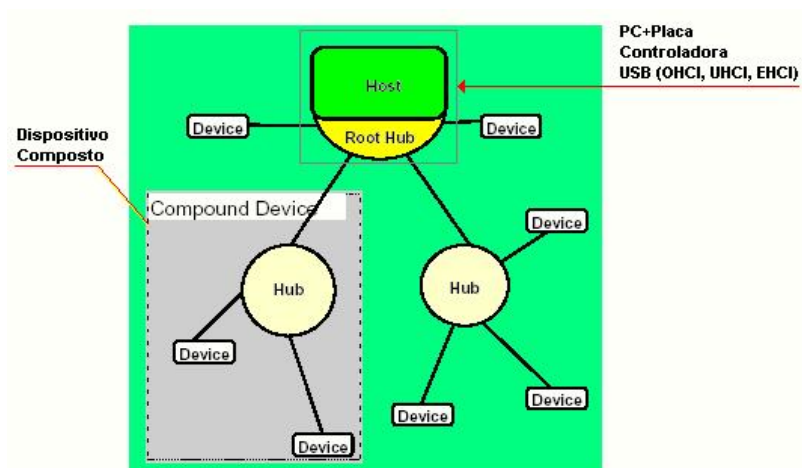 PC+Placa
Controladora
USB (OHCI, UHCI, EHCI)
Host
Device
Root Hub
Device
Dispositivo
Composto
Compound Device
Device
Hub
Hub
Device
Device
Device
Device